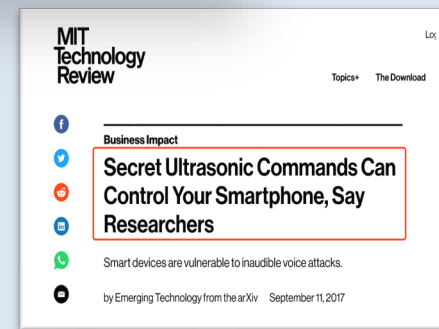 MIT
Technology
Review
Topics+ The Download
Business Impact
Secret Ultrasonic Commands Can
Control Your Smartphone, Say
Researchers
Smart devices are vulnerable to inaudible voice attacks.
by Emerging Technology from the arXiv September 11, 2017